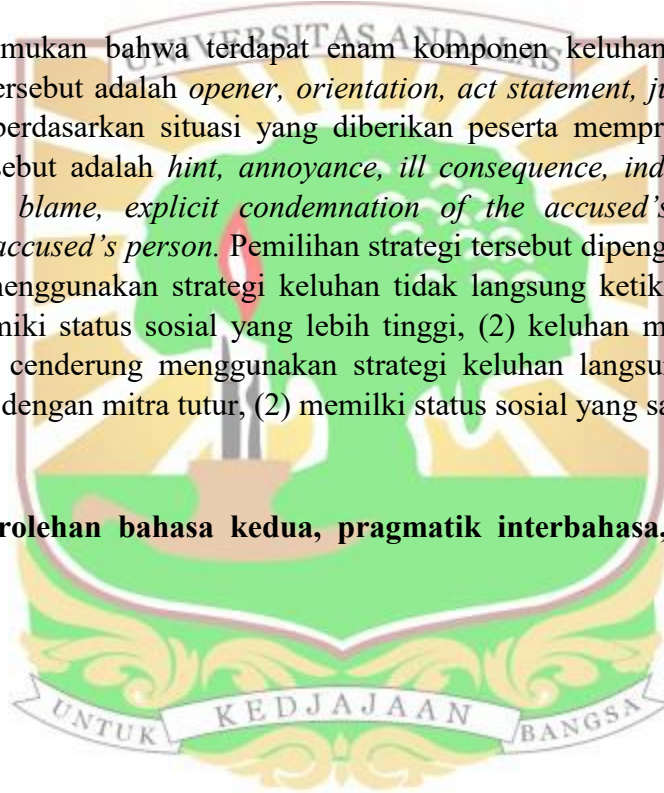 UNIVERSITAS ANDALAS
mukan bahwa terdapat enam komponen keluhan
ersebut adalah opener, orientation, act statement, ju
berdasarkan situasi yang diberikan peserta mempr
sebut adalah hint, annoyance, ill consequence, ind
blame, explicit condemnation of the accused's
accused's person. Pemilihan strategi tersebut dipeng
menggunakan strategi keluhan tidak langsung ketik
miki status sosial yang lebih tinggi, (2) keluhan m
cenderung menggunakan strategi keluhan langsu
dengan mitra tutur, (2) memilki status sosial yang sa
rolehan bahasa kedua, pragmatik interbahasa,
UNTUK KEDJAJAAN BANGSA